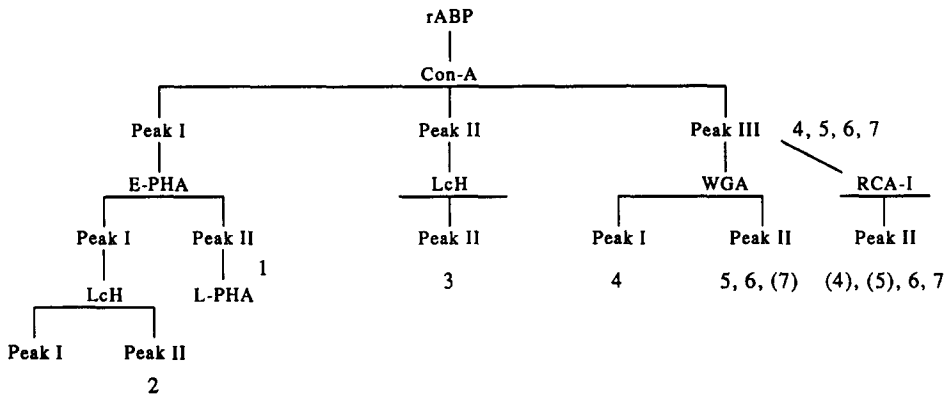 rABP
Con-A
Peak I Peak II Peak III 4, 5, 6, 7
E-PHA LcH WGA RCA-I
Peak I Peak II Peak II Peak I Peak II Peak II
1 3 4 5, 6, (7) (4), (5), 6, 7
LcH L-PHA
Peak I Peak II
2